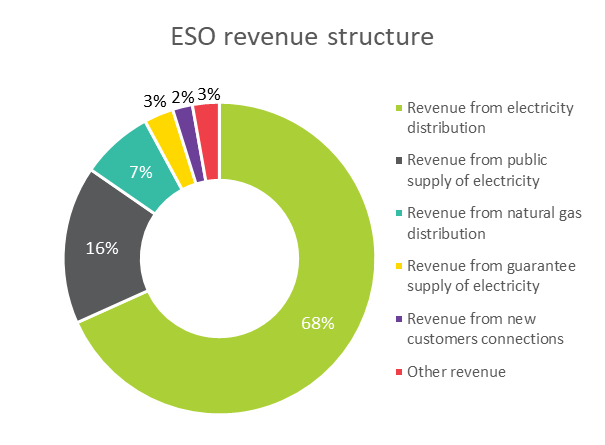 ESO revenue structure
3% 2% 3%
7%
16%
68%
Revenue from electricity
distribution
Revenue from public
supply of electricity
Revenue from natural gas
distribution
Revenue from guarantee
supply of electricity
Revenue from new
customers connections
Other revenue